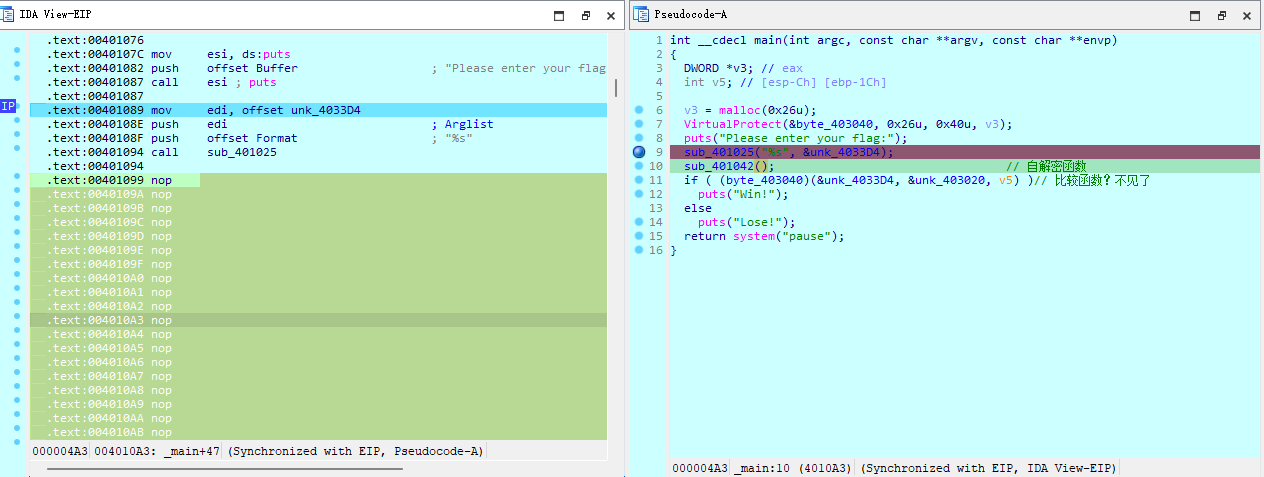 IDA View-EIP
.text:00401076
.text:0040107C mov esi, ds:puts
.text:00401082 push offset Buffer ; "Please enter your flag
.text:00401087 call esi ; puts
.text:00401087
IP
.text:00401089 mov edi, offset unk_4033D4
.text:0040108E push edi ; Arglist
.text:0040108F push offset Format ; "%s"
.text:00401094 call sub_401025
.text:00401094
.text:00401099 nop
.text:0040109A nop
.text:0040109B nop
.text:0040109C nop
.text:0040109D nop
.text:0040109E nop
.text:0040109F nop
.text:004010A0 nop
.text:004010A1 nop
.text:004010A2 nop
.text:004010A3 nop
.text:004010A4 nop
.text:004010A5 nop
.text:004010A6 nop
.text:004010A7 nop
.text:004010A8 nop
.text:004010A9 nop
.text:004010AA nop
.text:004010AB nop
000004A3 004010A3: _main+47 (Synchronized with EIP, Pseudocode-A)
Pseudocode-A
1 int __cdecl main(int argc, const char **argv, const char **envp)
2 {
3 DWORD *v3; // eax
4 int v5; // [esp-Ch] [ebp-1Ch]
5
6 v3 = malloc(0x26u);
7 VirtualProtect(&byte_403040, 0x26u, 0x40u, v3);
8 puts("Please enter your flag:");
9 sub_401025("%s", &unk_4033D4);
10 sub_401042(); // 自解密函数
11 if ( (byte_403040)(&unk_4033D4, &unk_403020, v5) )// 比较函数? 不见了
12 puts("Win!");
13 else
14 puts("Lose!");
15 return system("pause");
16 }
000004A3 _main:10 (4010A3) (Synchronized with EIP, IDA View-EIP)